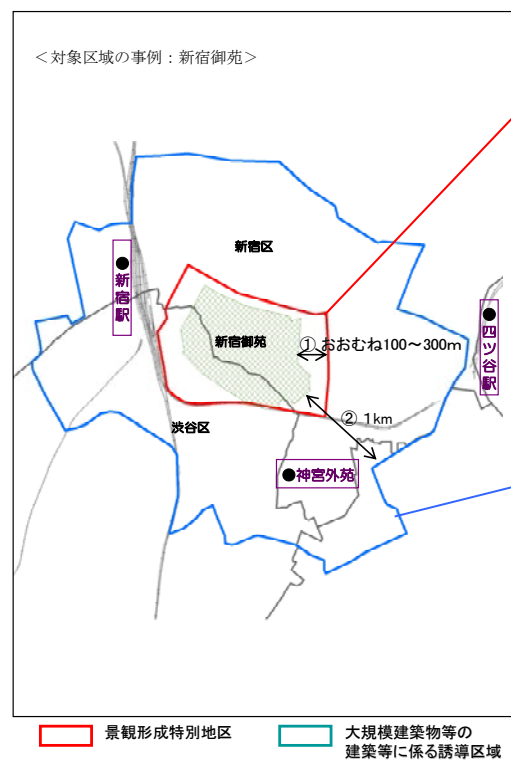 ＜対象区域の事例：新宿御苑＞
新宿区
新宿駅
四ツ谷駅
新宿御苑
① おおむね100～300m
② 1km
渋谷区
神宮外苑
景観形成特別地区
大規模建築物等の
建築等に係る誘導区域